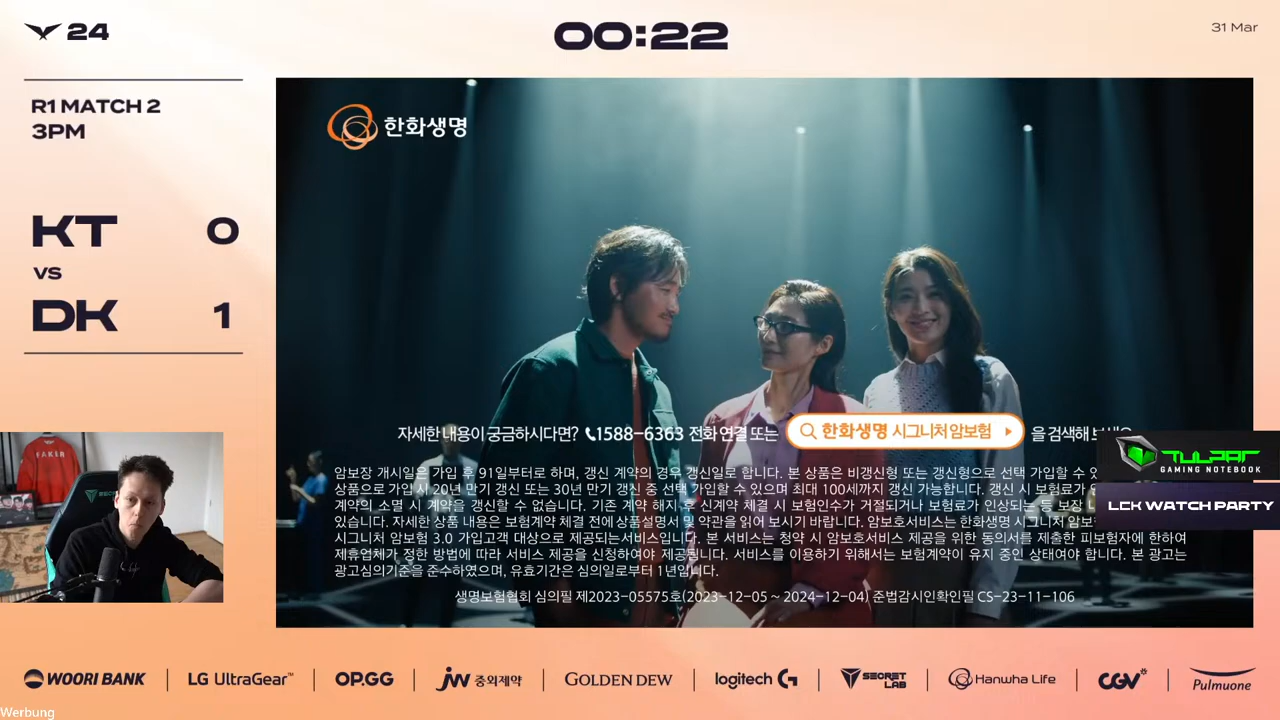 24
00:22
31 Mar
R1 MATCH 2
3PM
KT 0
VS
DK 1
한화생명
자세한 내용이 궁금하시다면? 1588-6363 전화 연결 또는 한화생명 시그니처 암보험 을 검색해
암보장 개시일은 가입 후 91일부터로 하며, 갱신 계약의 경우 갱신일로 합니다. 본 상품은 비갱신형 또는 갱신형으로 선택 가입할 수
상품으로 가입 시 20년 만기 갱신 또는 30년 만기 갱신 중 선택 가입할 수 있으며 최대 100세까지 갱신 가능합니다. 갱신 시 보험료가
계약의 소멸 시 계약을 갱신할 수 없습니다. 기존 계약 해지 후 신계약 체결 시 보험인수가 거절되거나 보험료가 인상되는 등 보장
있습니다. 자세한 상품 내용은 보험계약 체결 전에 상품설명서 및 약관을 읽어 보시기 바랍니다. 암보호서비스는 한화생명 시그니처
시그니처 암보험 3.0 가입고객 대상으로 제공되는서비스입니다. 본 서비스는 청약 시 암보호서비스 제공을 위한 동의서를 제출한 피보험자에 한하여
제휴업체가 정한 방법에 따라 서비스 제공을 신청하여야 제공됩니다. 서비스를 이용하기 위해서는 보험계약이 유지 중인 상태여야 합니다. 본 광고는
광고심의기준을 준수하였으며, 유효기간은 심의일로부터 1년입니다.
생명보험협회 심의필 제2023-05575호(2023-12-05 ~ 2024-12-04) 준법감시인확인필 CS-23-11-106
TULPAR
GAMING NOTEBOOK
LCK WATCH PARTY
FAKER
WOORI BANK
LG UltraGear™
OP.GG
JW 중외제약
GOLDEN DEW
logitech G
SECRET LAB
Hanwha Life
CGV
Pulmuone
Werbung